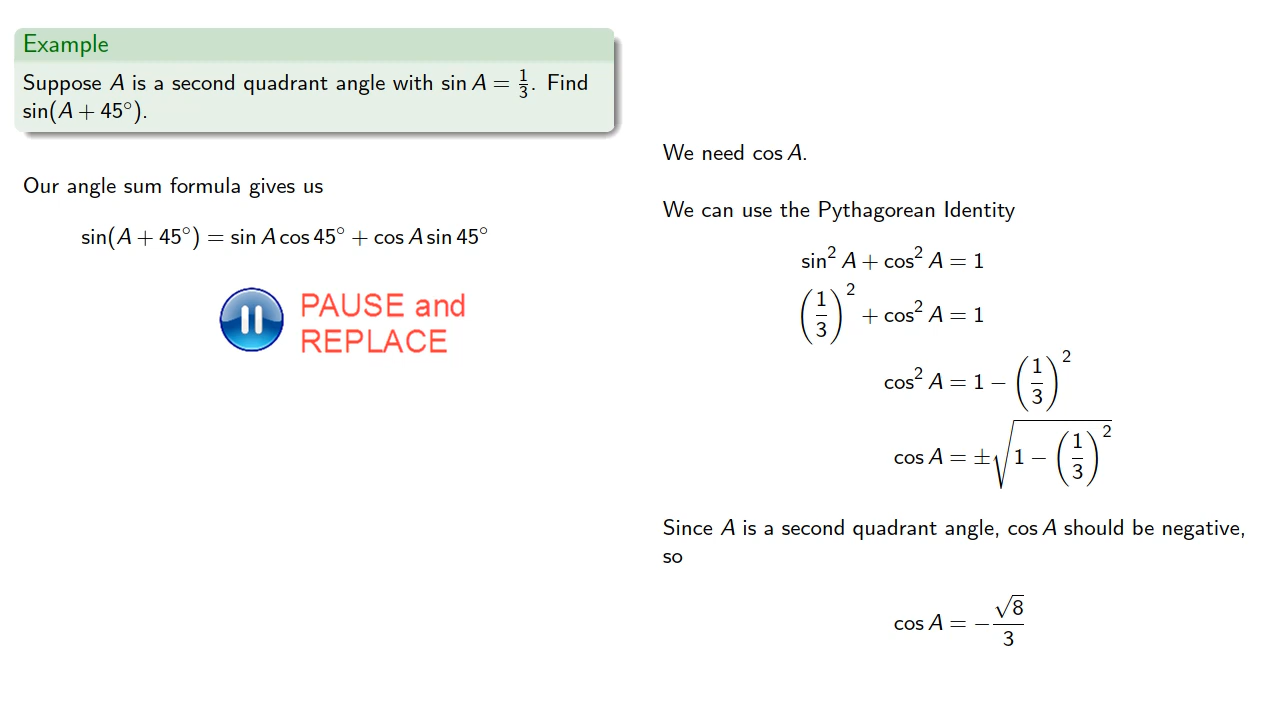 Example
Suppose A is a second quadrant angle with sin A = 1/3. Find
sin(A + 45°).
Our angle sum formula gives us
sin(A + 45°) = sin A cos 45° + cos A sin 45°
PAUSE and
REPLACE
We need cos A.
We can use the Pythagorean Identity
sin² A + cos² A = 1
(1/3)² + cos² A = 1
cos² A = 1 − (1/3)²
cos A = ±√(1 − (1/3)²)
Since A is a second quadrant angle, cos A should be negative,
so
cos A = −√8/3